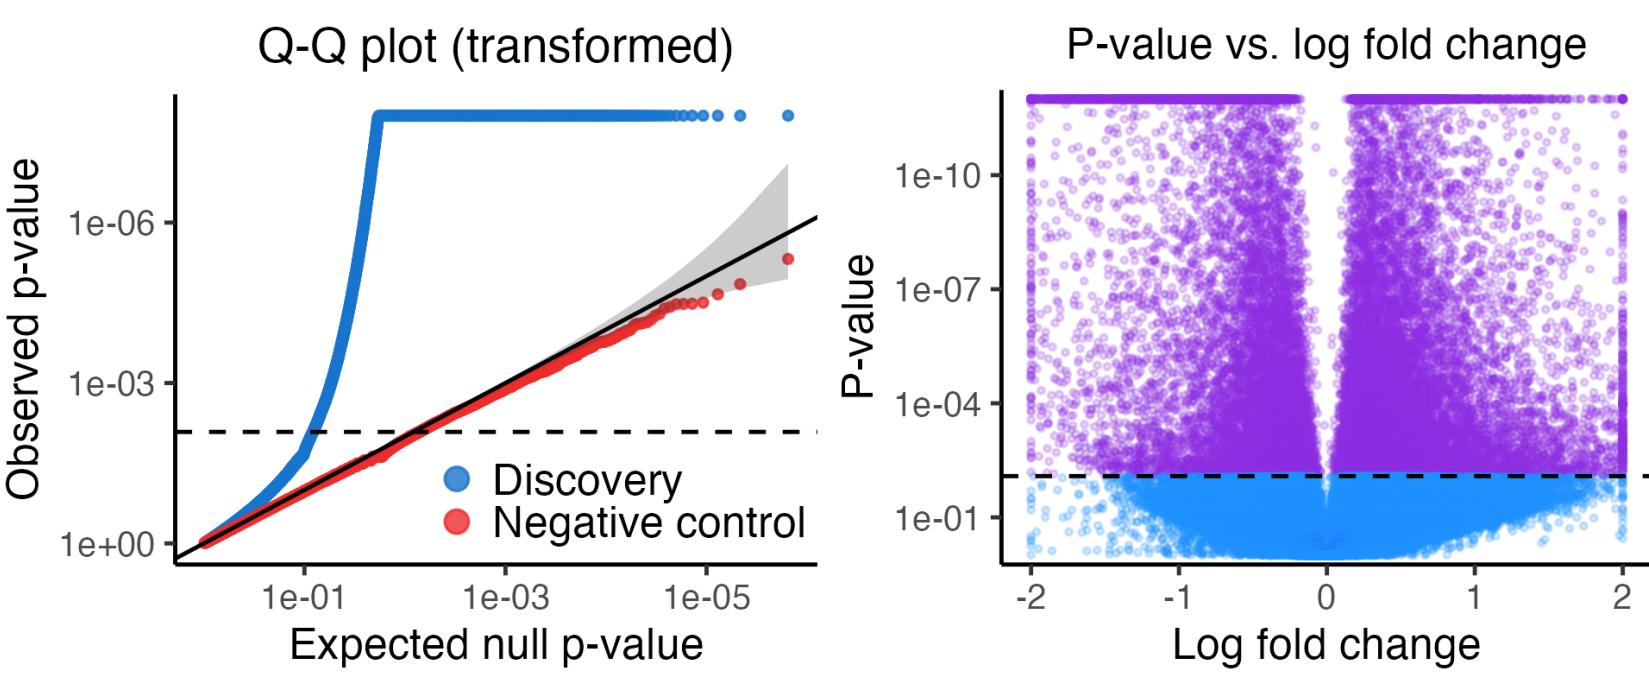 Q-Q plot (transformed)
Observed p-value
1e-06
1e-03
1e+00
Discovery
Negative control
1e-01
1e-03
1e-05
Expected null p-value
P-value vs. log fold change
P-value
1e-10
1e-07
1e-04
1e-01
-2
-1
0
1
2
Log fold change